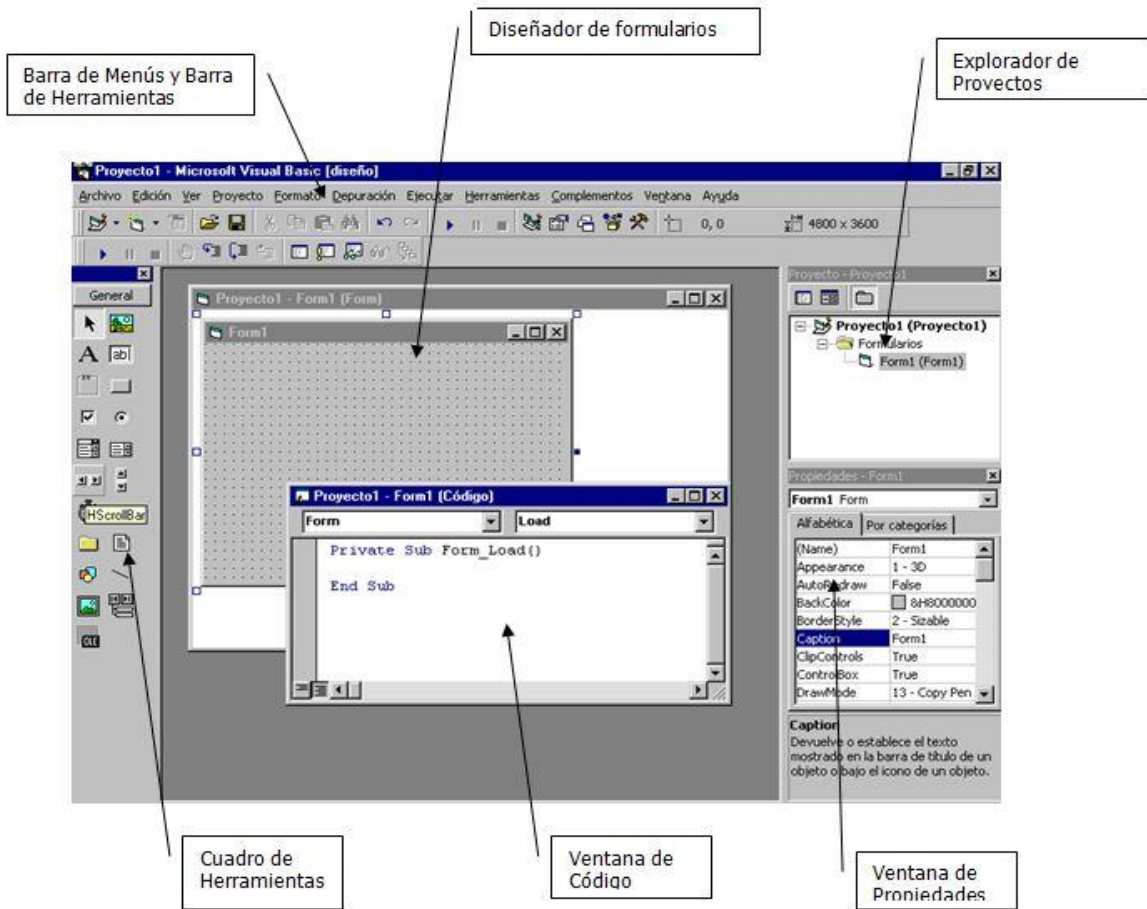 Diseñador de formularios
Barra de Menús y Barra
de Herramientas
Explorador de
Proyectos
Proyecto1 - Microsoft Visual Basic [diseño]
Archivo Edición Ver Proyecto Formato Depuración Ejecutar Herramientas Complementos Ventana Ayuda
0, 0
4800 x 3600
General
A
abl
HScrollBar
OLE
Proyecto1 - Form1 (Form)
Form1
Proyecto1 - Form1 (Código)
Form
Load
Private Sub Form_Load()
End Sub
Proyecto - Proyecto1
Proyecto1 (Proyecto1)
Formularios
Form1 (Form1)
Propiedades - Form1
Form1 Form
Alfabética Por categorías
(Name) Form1
Appearance 1 - 3D
AutoRedraw False
BackColor &H8000000
BorderStyle 2 - Sizable
Caption Form1
ClipControls True
ControlBox True
DrawMode 13 - Copy Pen
Caption
Devuelve o establece el texto
mostrado en la barra de título de un
objeto o bajo el icono de un objeto.
Cuadro de
Herramientas
Ventana de
Código
Ventana de
Propiedades